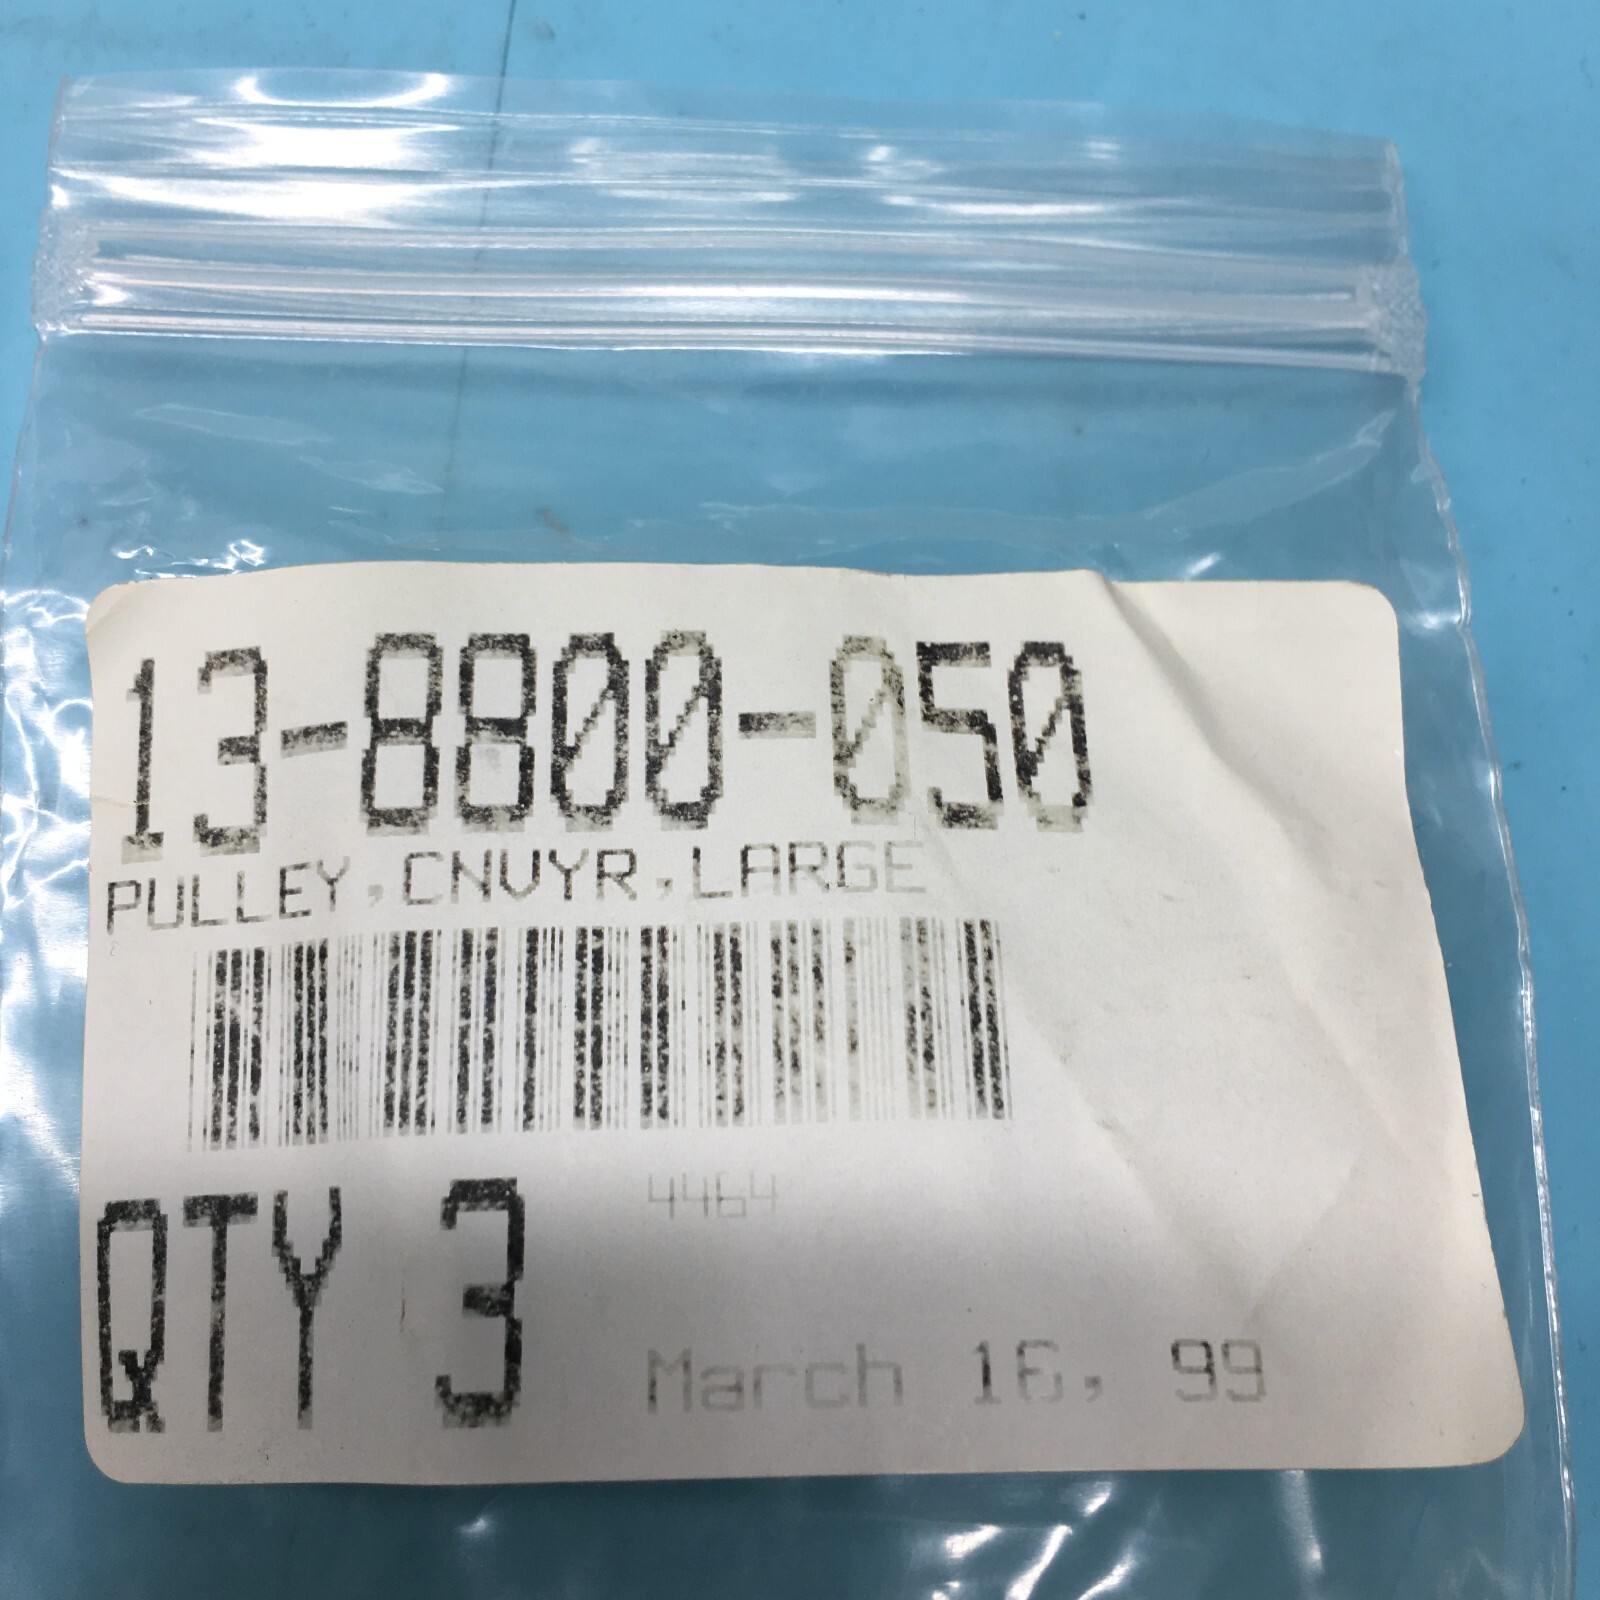 13-8800-050
PULLEY,CNVYR,LARGE
4464
QTY 3
March 16, 99